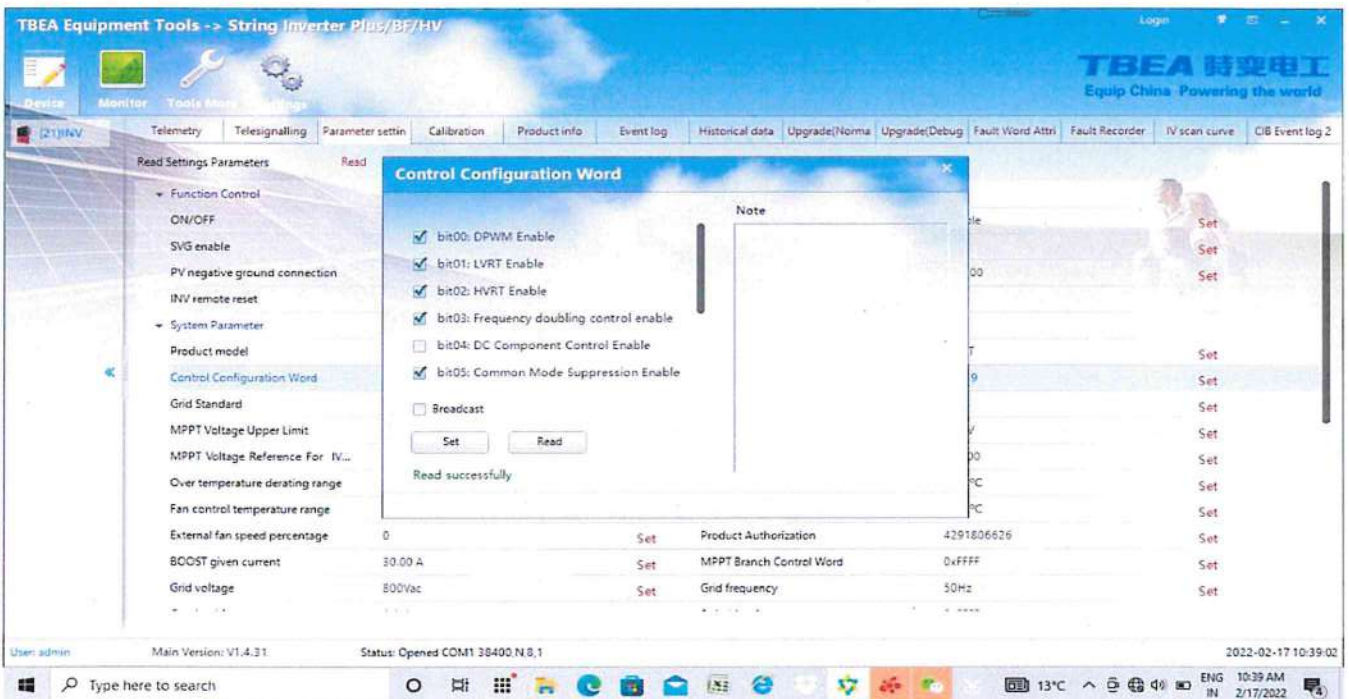 TBEA Equipment Tools -> String Inverter Plus/BF/HV
Login
Device Monitor Tools More
TBEA 特变电工
Equip China Powering the world
[21]INV
Telemetry Telesignalling Parameter settin Calibration Product info Event log Historical data Upgrade(Norma Upgrade(Debug Fault Word Attri Fault Recorder IV scan curve CIB Event log 2
Read Settings Parameters Read
Function Control
ON/OFF Set
SVG enable Set
PV negative ground connection 00 Set
INV remote reset
System Parameter
Product model T Set
Control Configuration Word 9 Set
Grid Standard Set
MPPT Voltage Upper Limit V Set
MPPT Voltage Reference For IV... 00 Set
Over temperature derating range ℃ Set
Fan control temperature range ℃ Set
Control Configuration Word
Note
bit00: DPWM Enable
bit01: LVRT Enable
bit02: HVRT Enable
bit03: Frequency doubling control enable
bit04: DC Component Control Enable
bit05: Common Mode Suppression Enable
Broadcast
Set Read
Read successfully
External fan speed percentage 0 Set Product Authorization 4291806626 Set
BOOST given current 30.00 A Set MPPT Branch Control Word 0xFFFF Set
Grid voltage 800Vac Set Grid frequency 50Hz Set
User: admin Main Version: V1.4.31 Status: Opened COM1 38400,N,8,1 2022-02-17 10:39:02
Type here to search 13°C ENG 10:39 AM
IN 2/17/2022